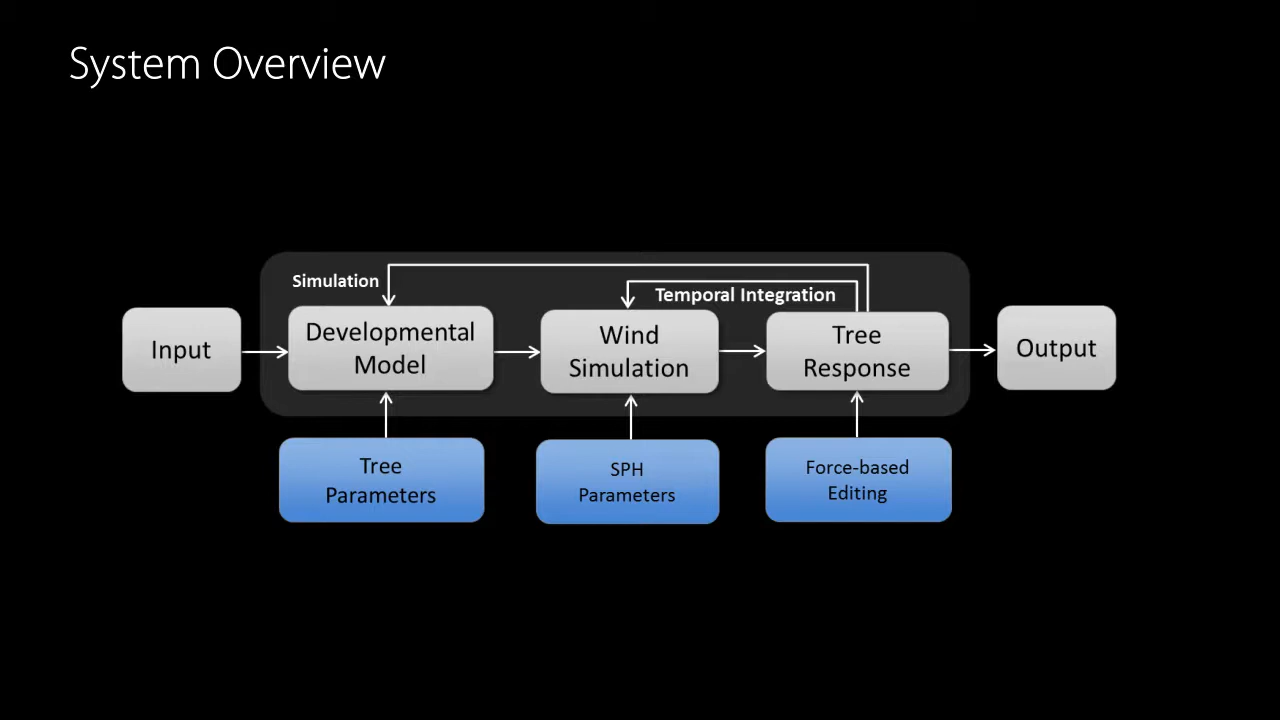 System Overview
Simulation
Temporal Integration
Input
Developmental
Model
Wind
Simulation
Tree
Response
Output
Tree
Parameters
SPH
Parameters
Force-based
Editing